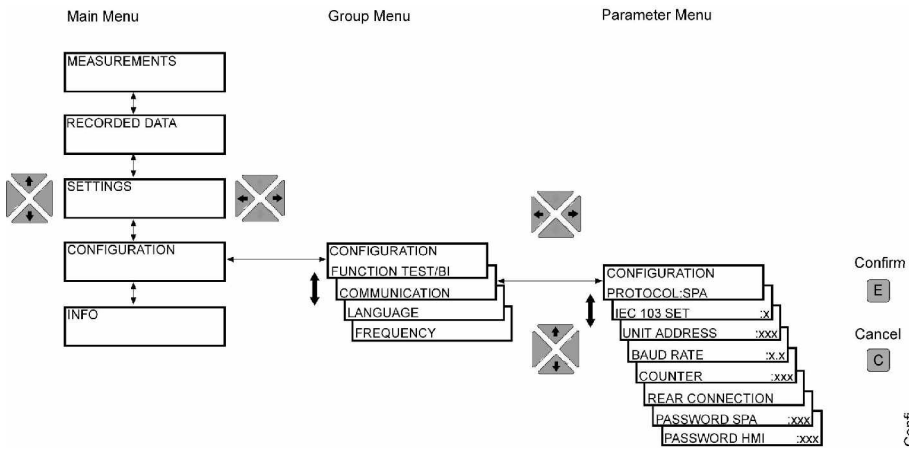 Main Menu
Group Menu
Parameter Menu
MEASUREMENTS
RECORDED DATA
SETTINGS
CONFIGURATION
INFO
CONFIGURATION
FUNCTION TEST/BI
COMMUNICATION
LANGUAGE
FREQUENCY
CONFIGURATION
PROTOCOL:SPA
IEC 103 SET :x
UNIT ADDRESS :xxx
BAUD RATE :x.x
COUNTER :xxx
REAR CONNECTION
PASSWORD SPA :xxx
PASSWORD HMI :xxx
Confirm
E
Cancel
C